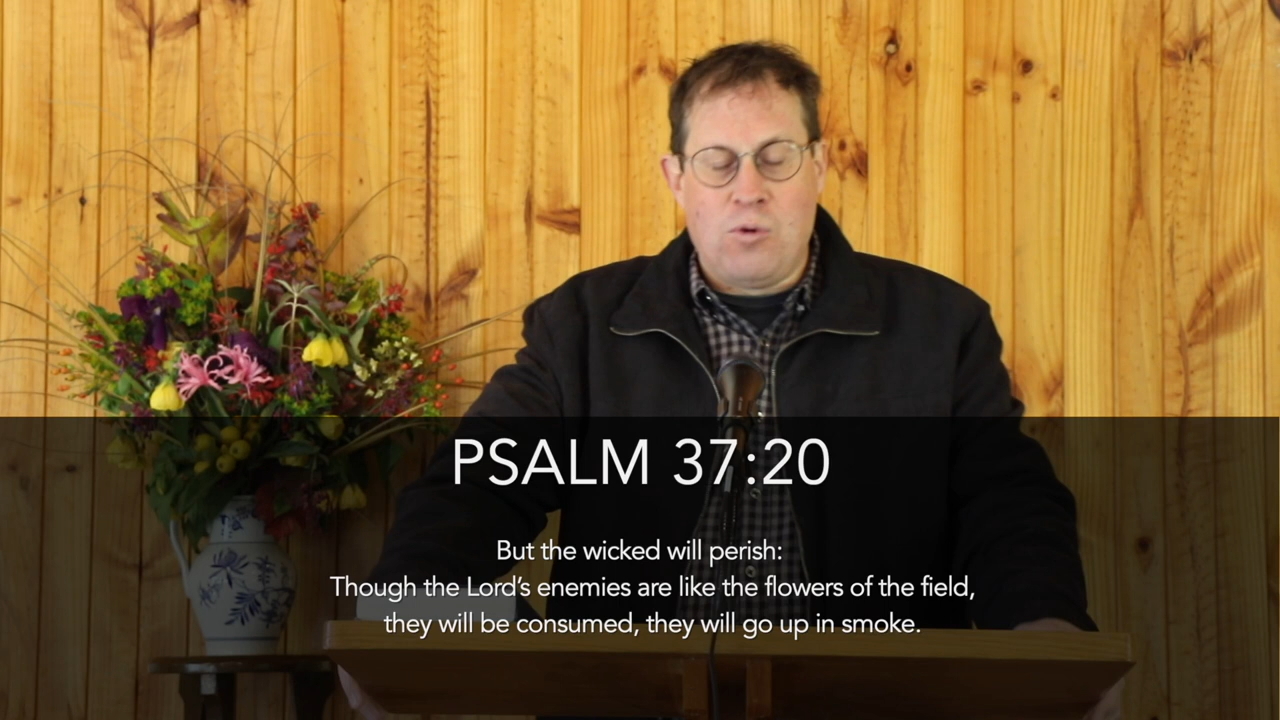 PSALM 37:20
But the wicked will perish:
Though the Lord’s enemies are like the flowers of the field,
they will be consumed, they will go up in smoke.